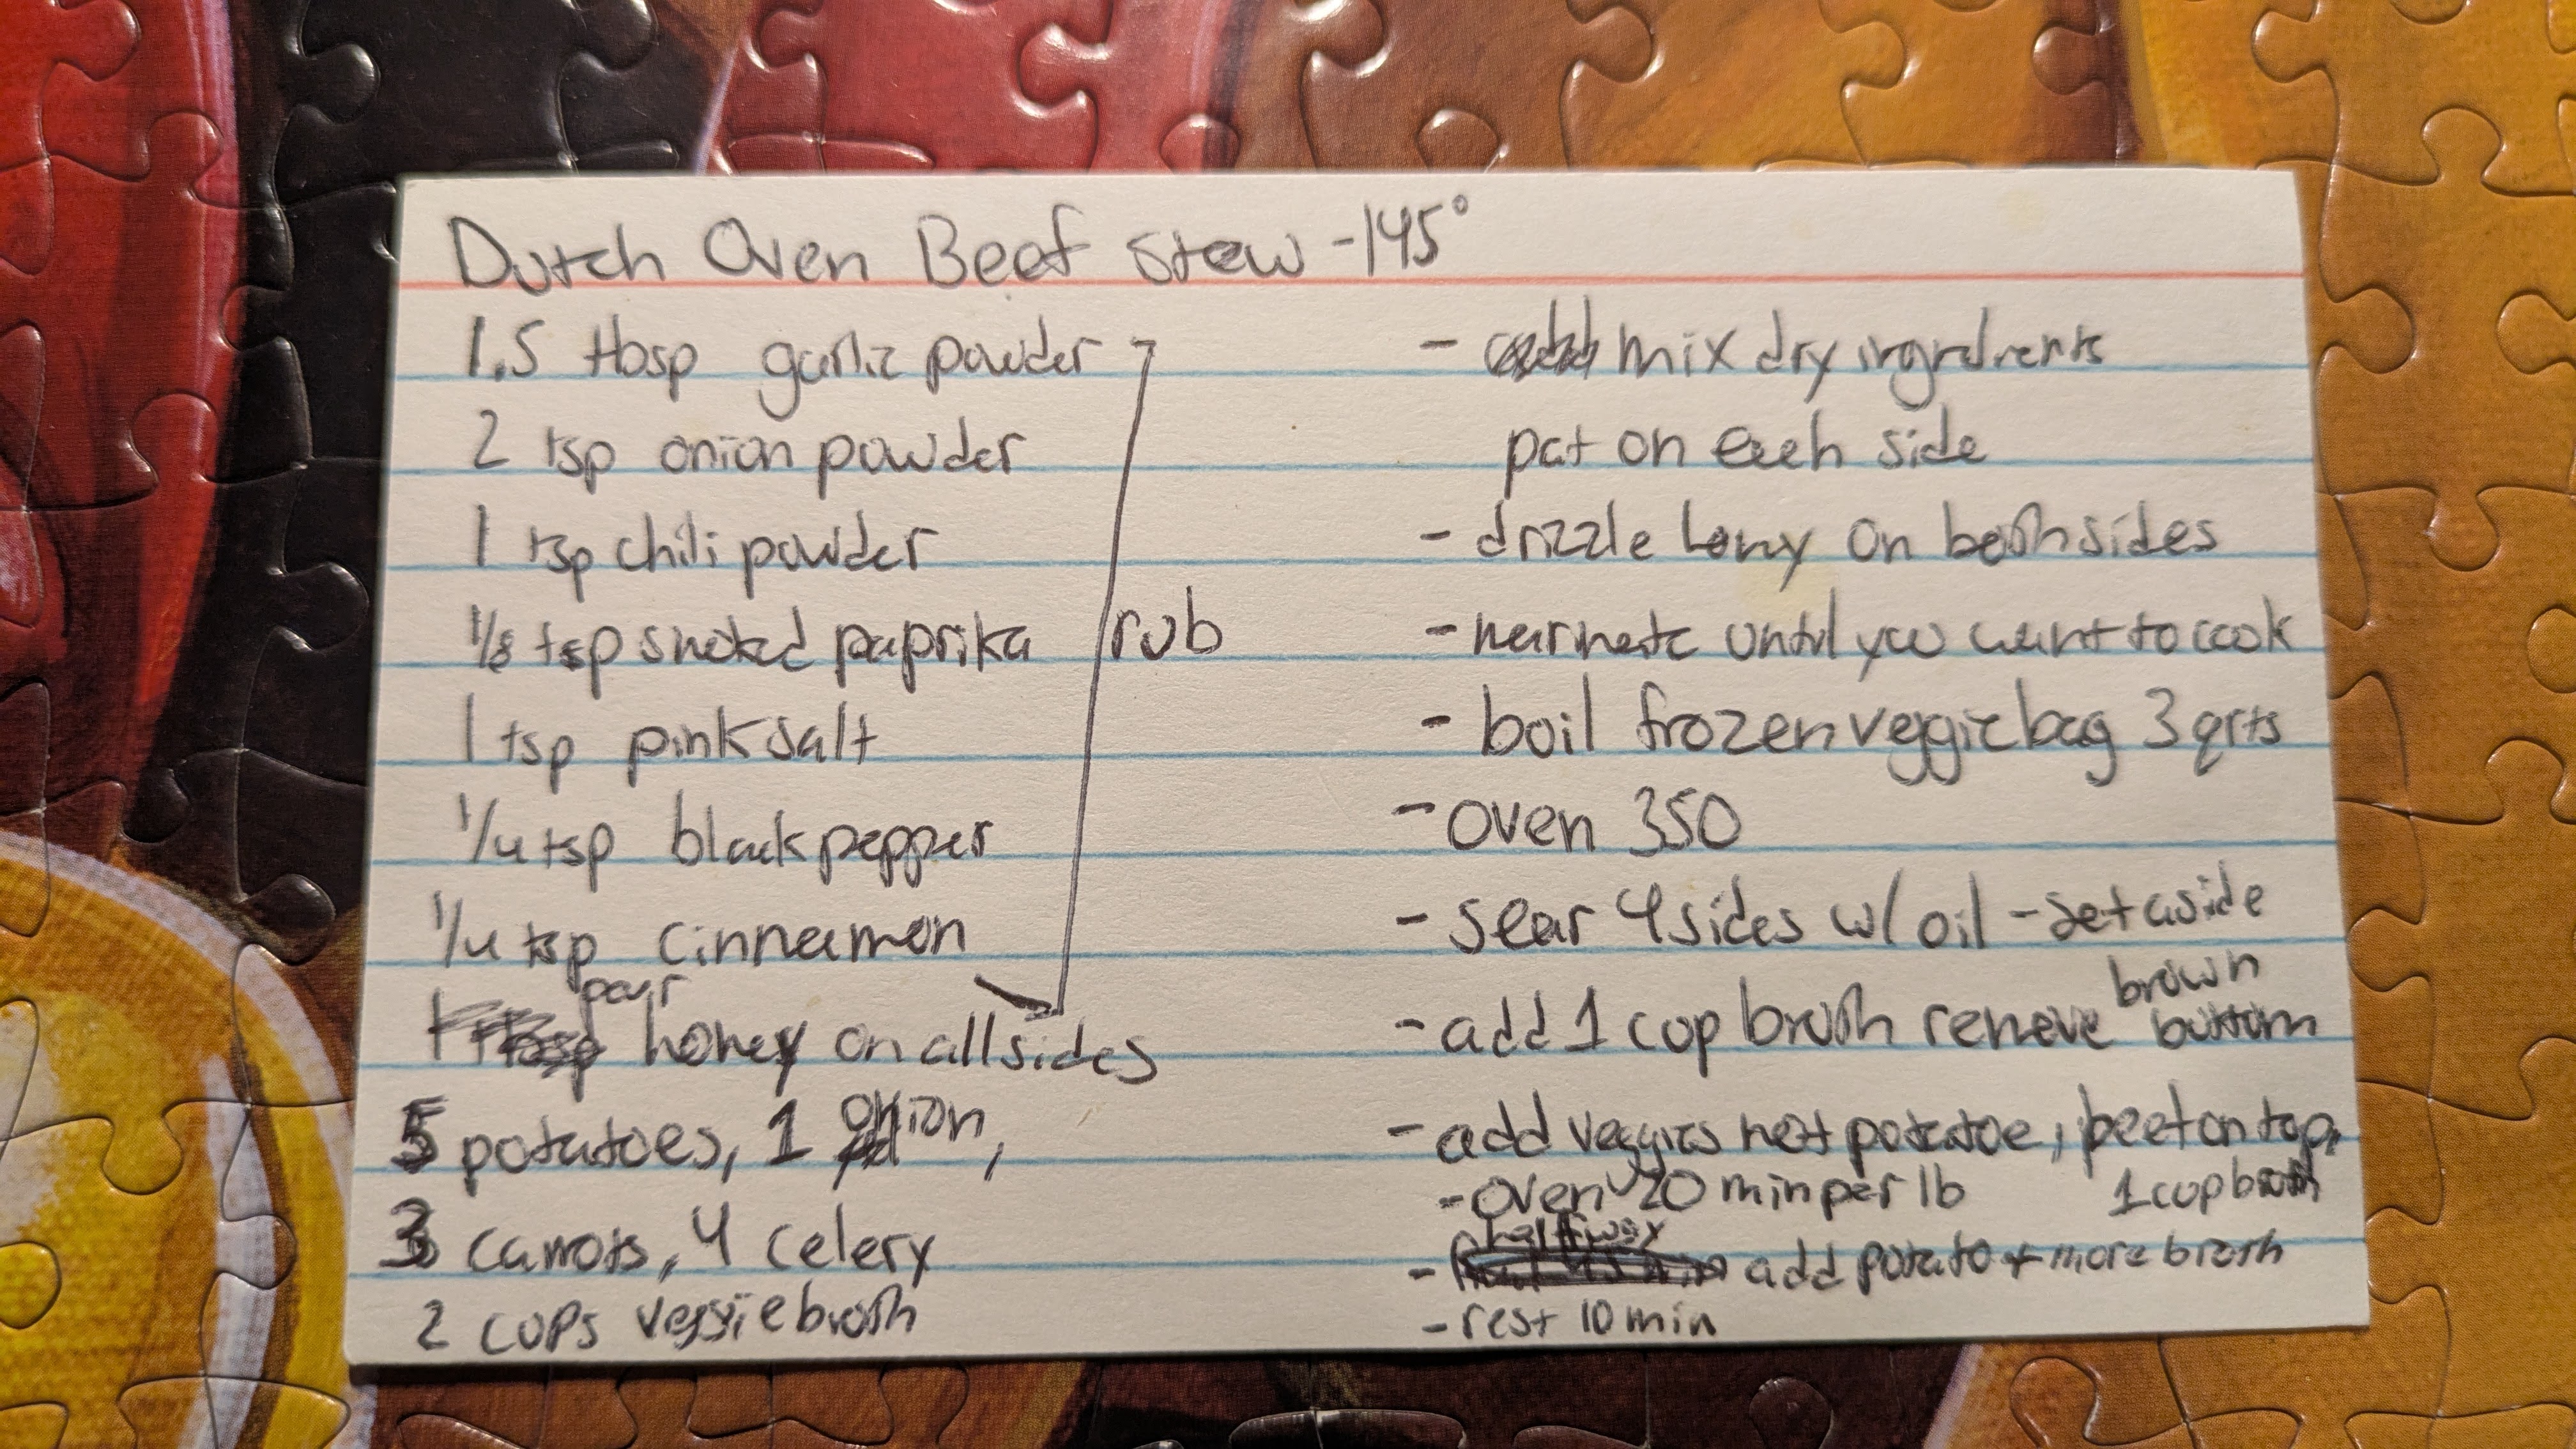 Dutch Oven Beef Stew - 145°
1.5 tbsp garlic powder
2 tsp onion powder
1 tsp chili powder
1/8 tsp smoked paprika
rub
1 tsp pink salt
1/4 tsp black pepper
1/4 tsp cinnamon
pour
honey on all sides
5 potatoes, 1 onion,
3 carrots, 4 celery
2 cups veggie broth
- mix dry ingredients
pat on each side
- drizzle honey on both sides
- marinate until you want to cook
- boil frozen veggie bag 3 qrts
- oven 350
- sear 4 sides w/ oil - set aside
- add 1 cup broth remove brown
bottom
- add veggies not potatoe, beef on top,
1 cup broth
- oven 20 min per lb
- halfway add potato + more broth
- rest 10 min